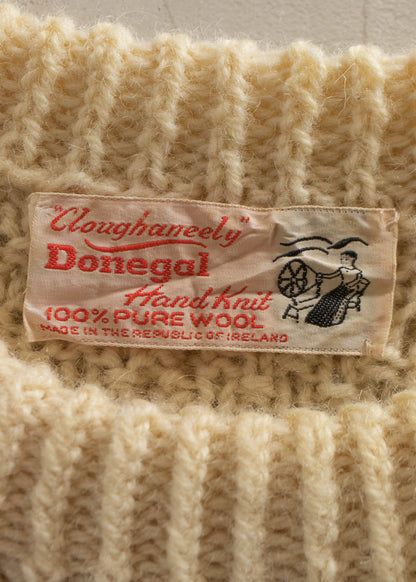 "Cloughaneely"
Donegal
Hand Knit
100% PURE WOOL
MADE IN THE REPUBLIC OF IRELAND